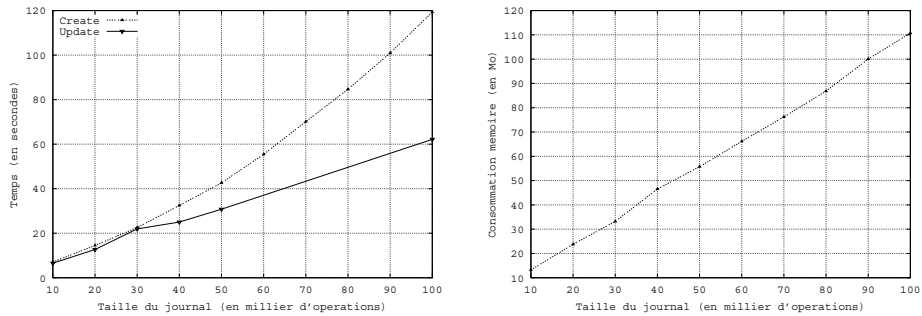 120
100
80
60
40
20
0
Temps (en secondes)
Create
Update
10 20 30 40 50 60 70 80 90 100
Taille du journal (en millier d'operations)
120
110
100
90
80
70
60
50
40
30
20
10
Consommation memoire (en Mo)
10 20 30 40 50 60 70 80 90 100
Taille du journal (en millier d'operations)